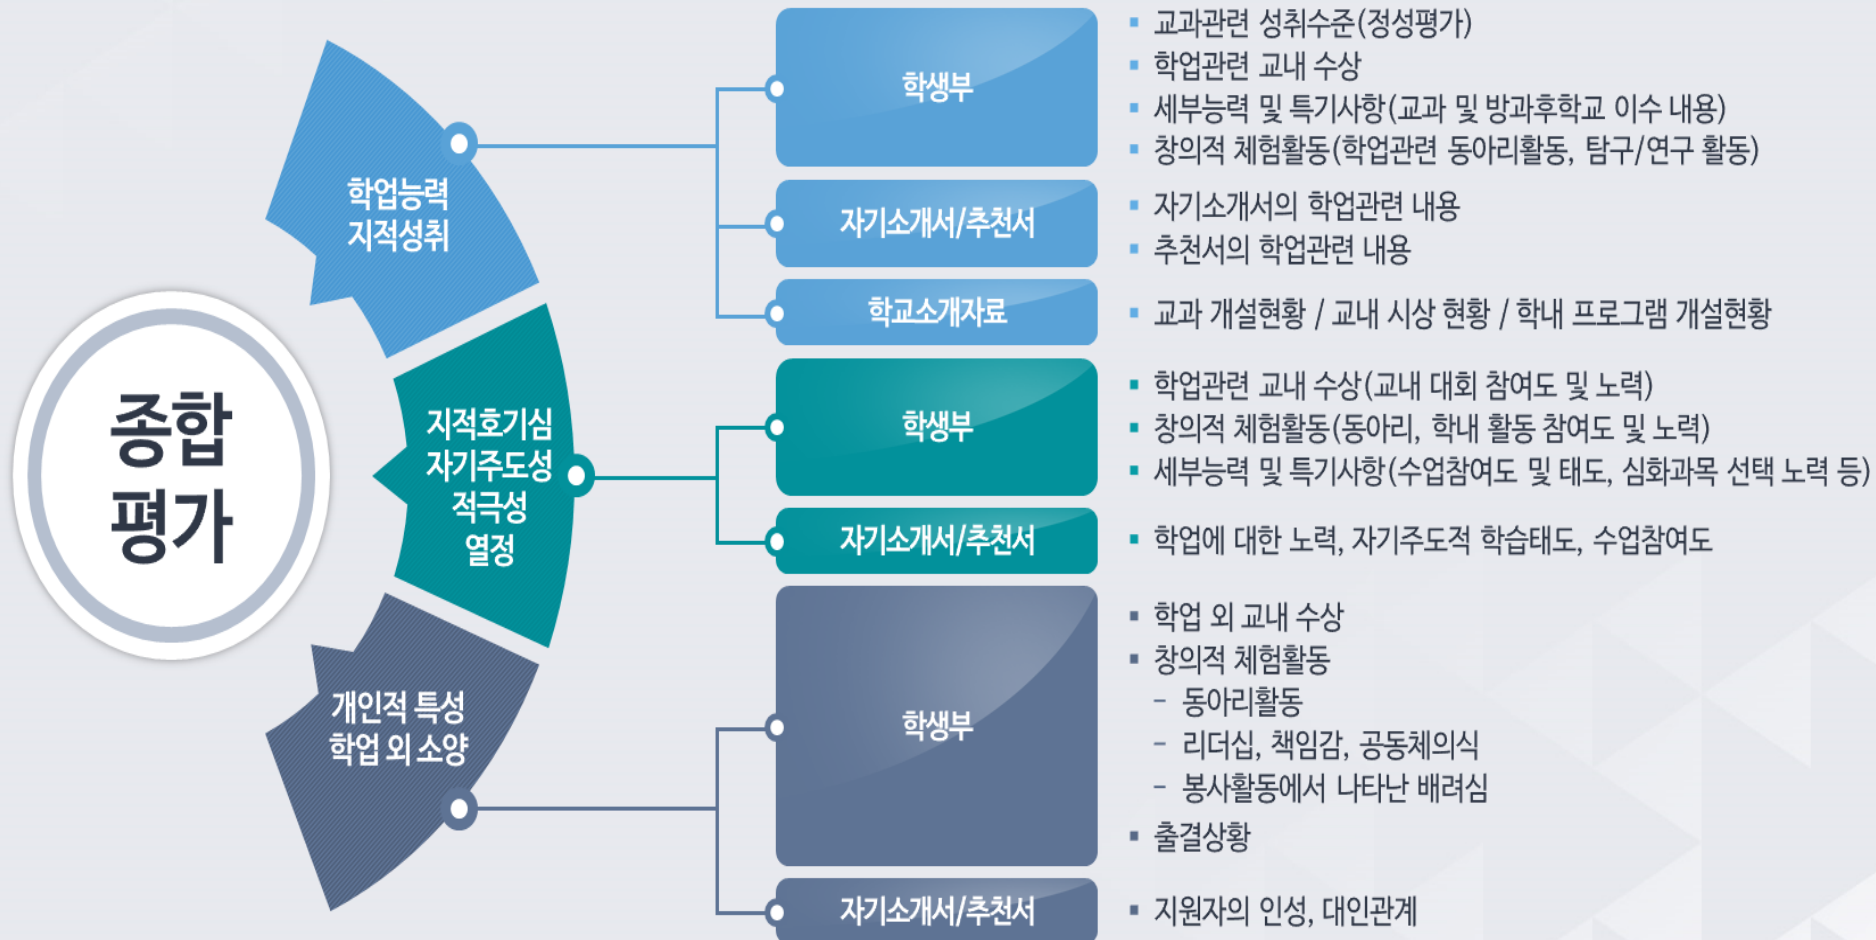 종합
평가
학업능력
지적성취
학생부
▪ 교과관련 성취수준(정성평가)
▪ 학업관련 교내 수상
▪ 세부능력 및 특기사항(교과 및 방과후학교 이수 내용)
▪ 창의적 체험활동(학업관련 동아리활동, 탐구/연구 활동)
자기소개서/추천서
▪ 자기소개서의 학업관련 내용
▪ 추천서의 학업관련 내용
학교소개자료
▪ 교과 개설현황 / 교내 시상 현황 / 학내 프로그램 개설현황
지적호기심
자기주도성
적극성
열정
학생부
▪ 학업관련 교내 수상(교내 대회 참여도 및 노력)
▪ 창의적 체험활동(동아리, 학내 활동 참여도 및 노력)
▪ 세부능력 및 특기사항(수업참여도 및 태도, 심화과목 선택 노력 등)
자기소개서/추천서
▪ 학업에 대한 노력, 자기주도적 학습태도, 수업참여도
개인적 특성
학업 외 소양
학생부
▪ 학업 외 교내 수상
▪ 창의적 체험활동
- 동아리활동
- 리더십, 책임감, 공동체의식
- 봉사활동에서 나타난 배려심
▪ 출결상황
자기소개서/추천서
▪ 지원자의 인성, 대인관계